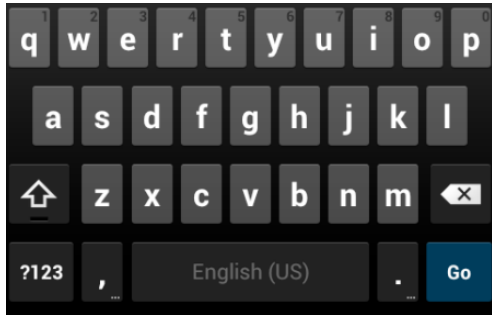 1 2 3 4 5 6 7 8 9 0
q w e r t y u i o p
a s d f g h j k l
z x c v b n m
?123 , ... English (US) . ... Go